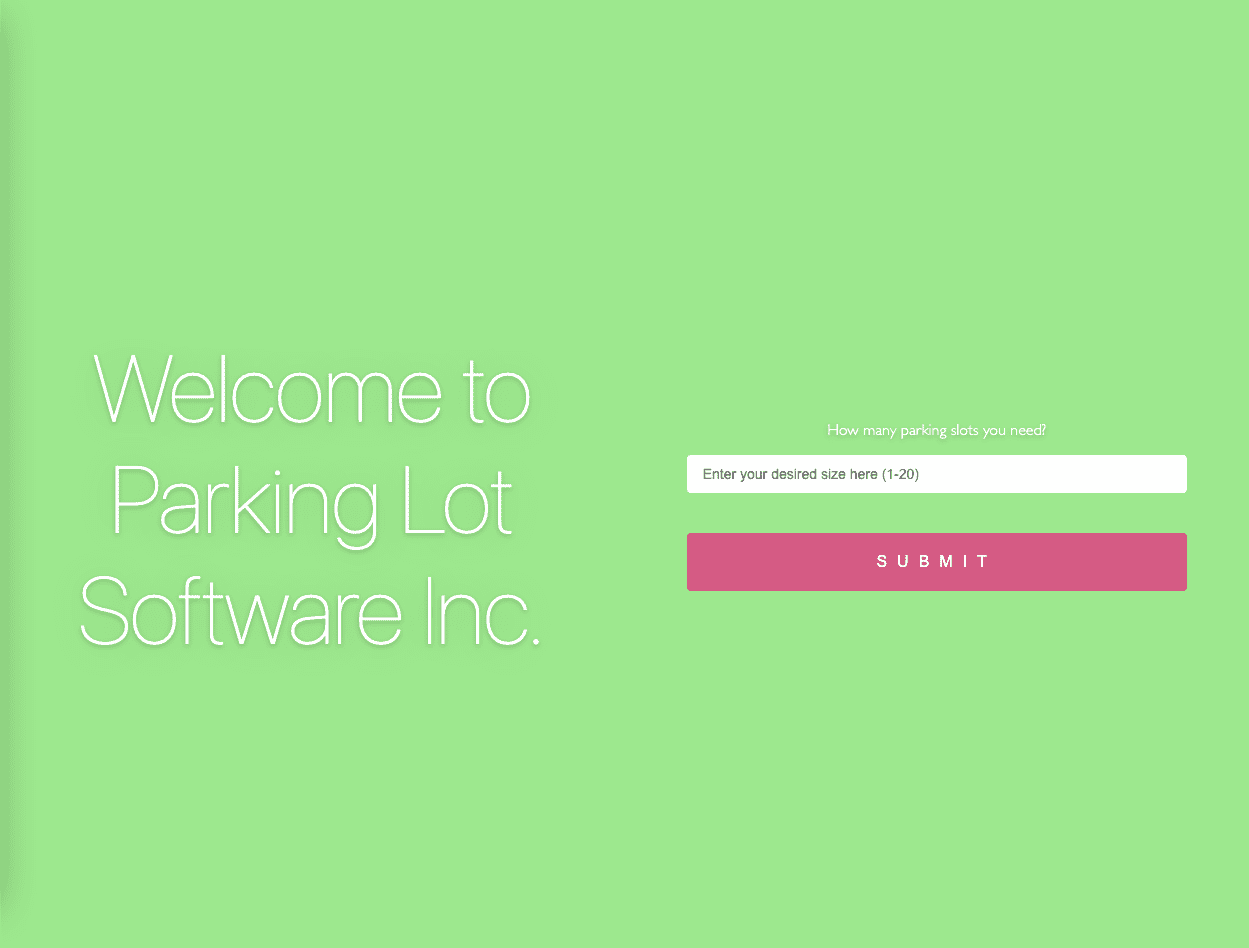 Welcome to
Parking Lot
Software Inc.
How many parking slots you need?
Enter your desired size here (1-20)
SUBMIT